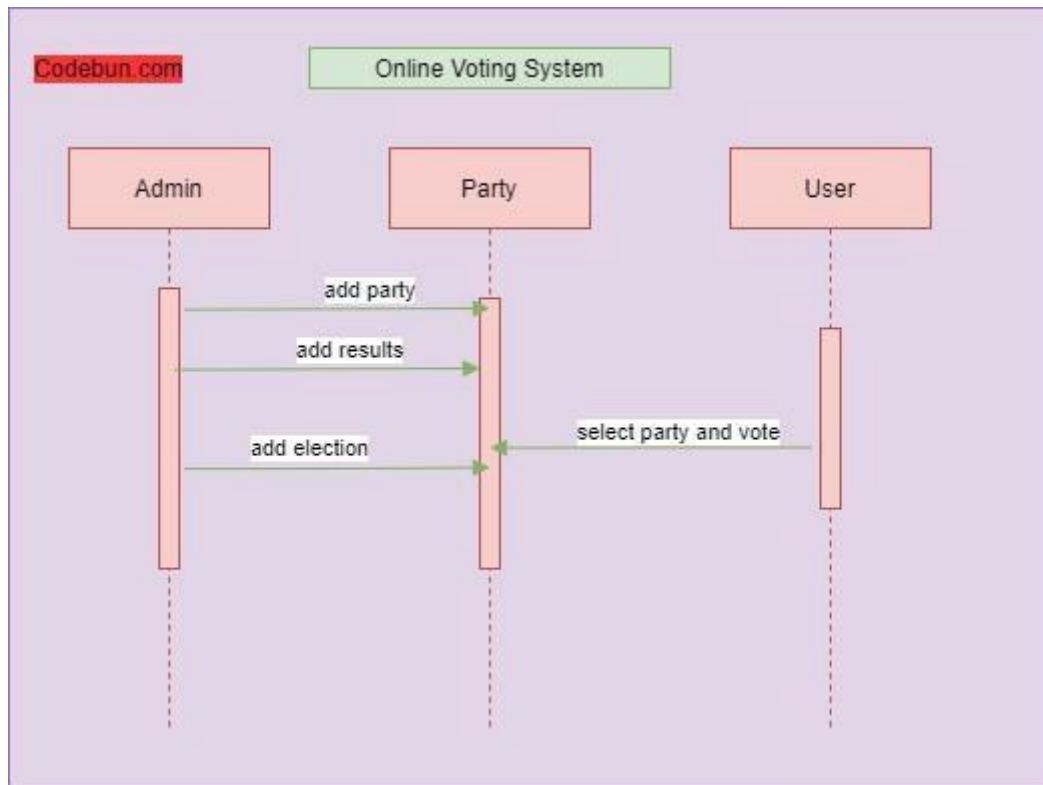 Codebun.com
Online Voting System
Admin
Party
User
add party
add results
select party and vote
add election